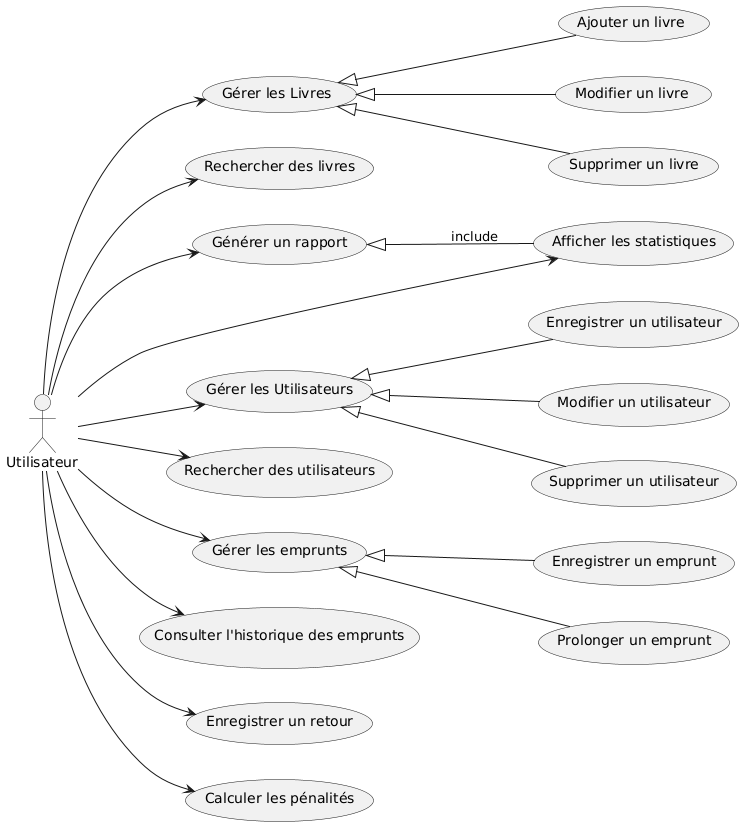 Ajouter un livre
Gérer les Livres
Modifier un livre
Rechercher des livres
Supprimer un livre
Générer un rapport
include
Afficher les statistiques
Enregistrer un utilisateur
Gérer les Utilisateurs
Modifier un utilisateur
Utilisateur
Rechercher des utilisateurs
Supprimer un utilisateur
Gérer les emprunts
Enregistrer un emprunt
Consulter l'historique des emprunts
Prolonger un emprunt
Enregistrer un retour
Calculer les pénalités